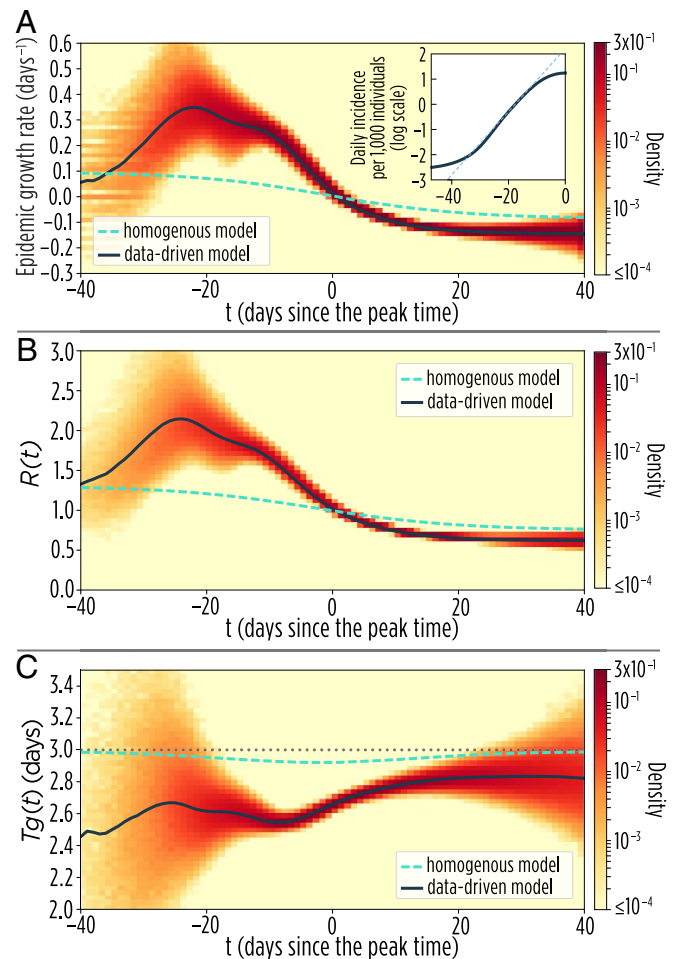 A
Epidemic growth rate (days⁻¹)
0.6
0.5
0.4
0.3
0.2
0.1
0.0
−0.1
−0.2
−0.3
−40
−20
0
20
40
t (days since the peak time)
homogenous model
data-driven model
Daily incidence
per 1,000 individuals
(log scale)
2
1
0
−1
−2
−3
−40
−20
0
3x10⁻¹
10⁻¹
10⁻²
10⁻³
≤10⁻⁴
Density
B
R(t)
3.0
2.5
2.0
1.5
1.0
0.5
0.0
−40
−20
0
20
40
t (days since the peak time)
homogenous model
data-driven model
3x10⁻¹
10⁻¹
10⁻²
10⁻³
≤10⁻⁴
Density
C
Tg(t) (days)
3.4
3.2
3.0
2.8
2.6
2.4
2.2
2.0
−40
−20
0
20
40
t (days since the peak time)
homogenous model
data-driven model
3x10⁻¹
10⁻¹
10⁻²
10⁻³
≤10⁻⁴
Density